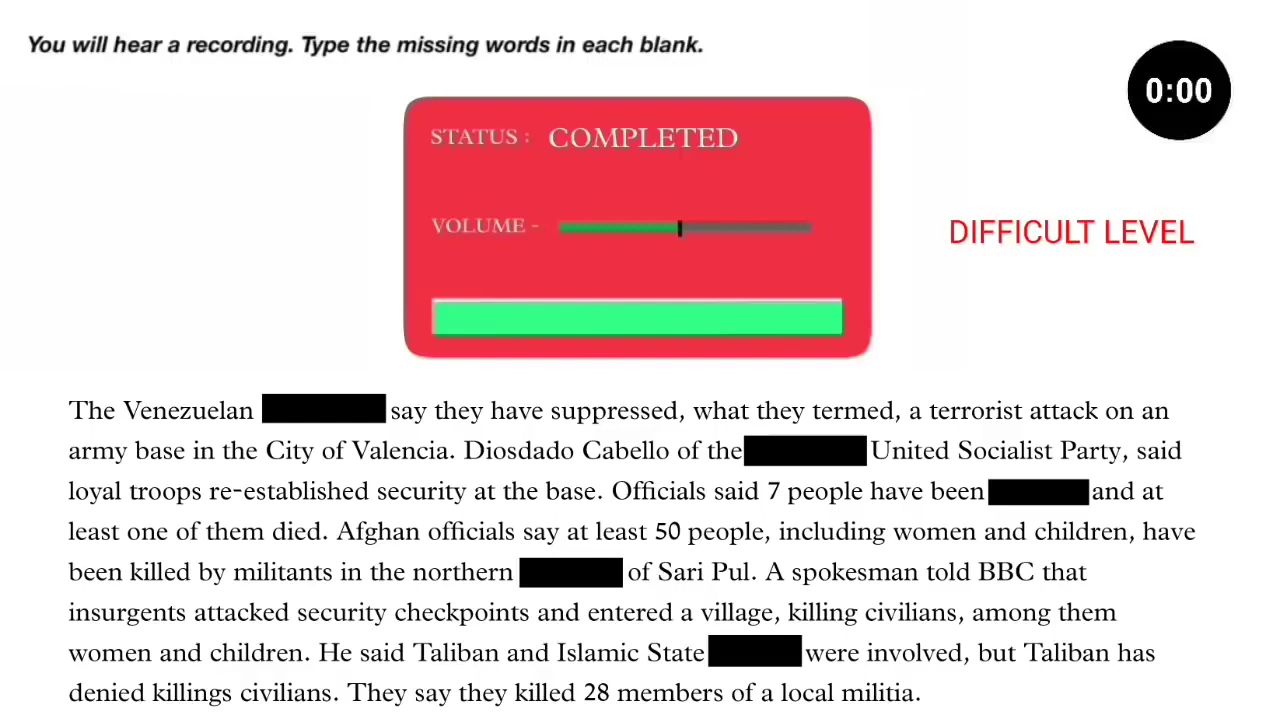 You will hear a recording. Type the missing words in each blank.
0:00
STATUS : COMPLETED
VOLUME -
DIFFICULT LEVEL
The Venezuelan say they have suppressed, what they termed, a terrorist attack on an
army base in the City of Valencia. Diosdado Cabello of the United Socialist Party, said
loyal troops re-established security at the base. Officials said 7 people have been and at
least one of them died. Afghan officials say at least 50 people, including women and children, have
been killed by militants in the northern of Sari Pul. A spokesman told BBC that
insurgents attacked security checkpoints and entered a village, killing civilians, among them
women and children. He said Taliban and Islamic State were involved, but Taliban has
denied killings civilians. They say they killed 28 members of a local militia.